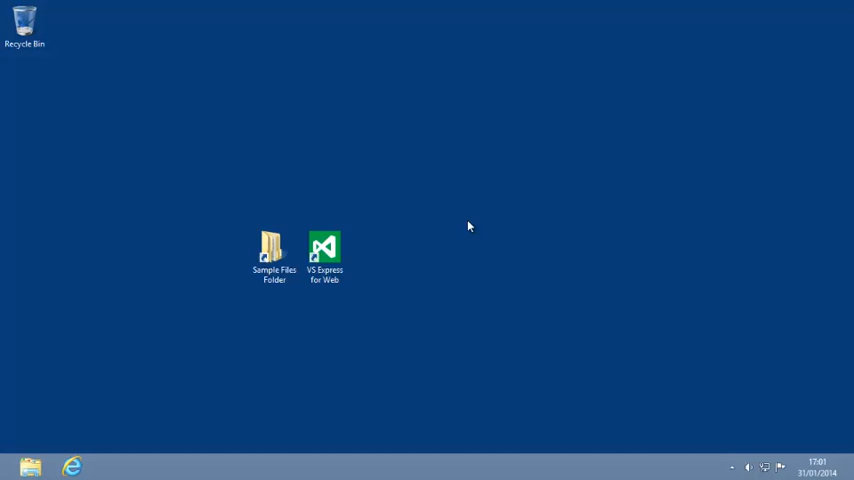 Recycle Bin
Sample Files
Folder
VS Express
for Web
17:01
31/01/2014